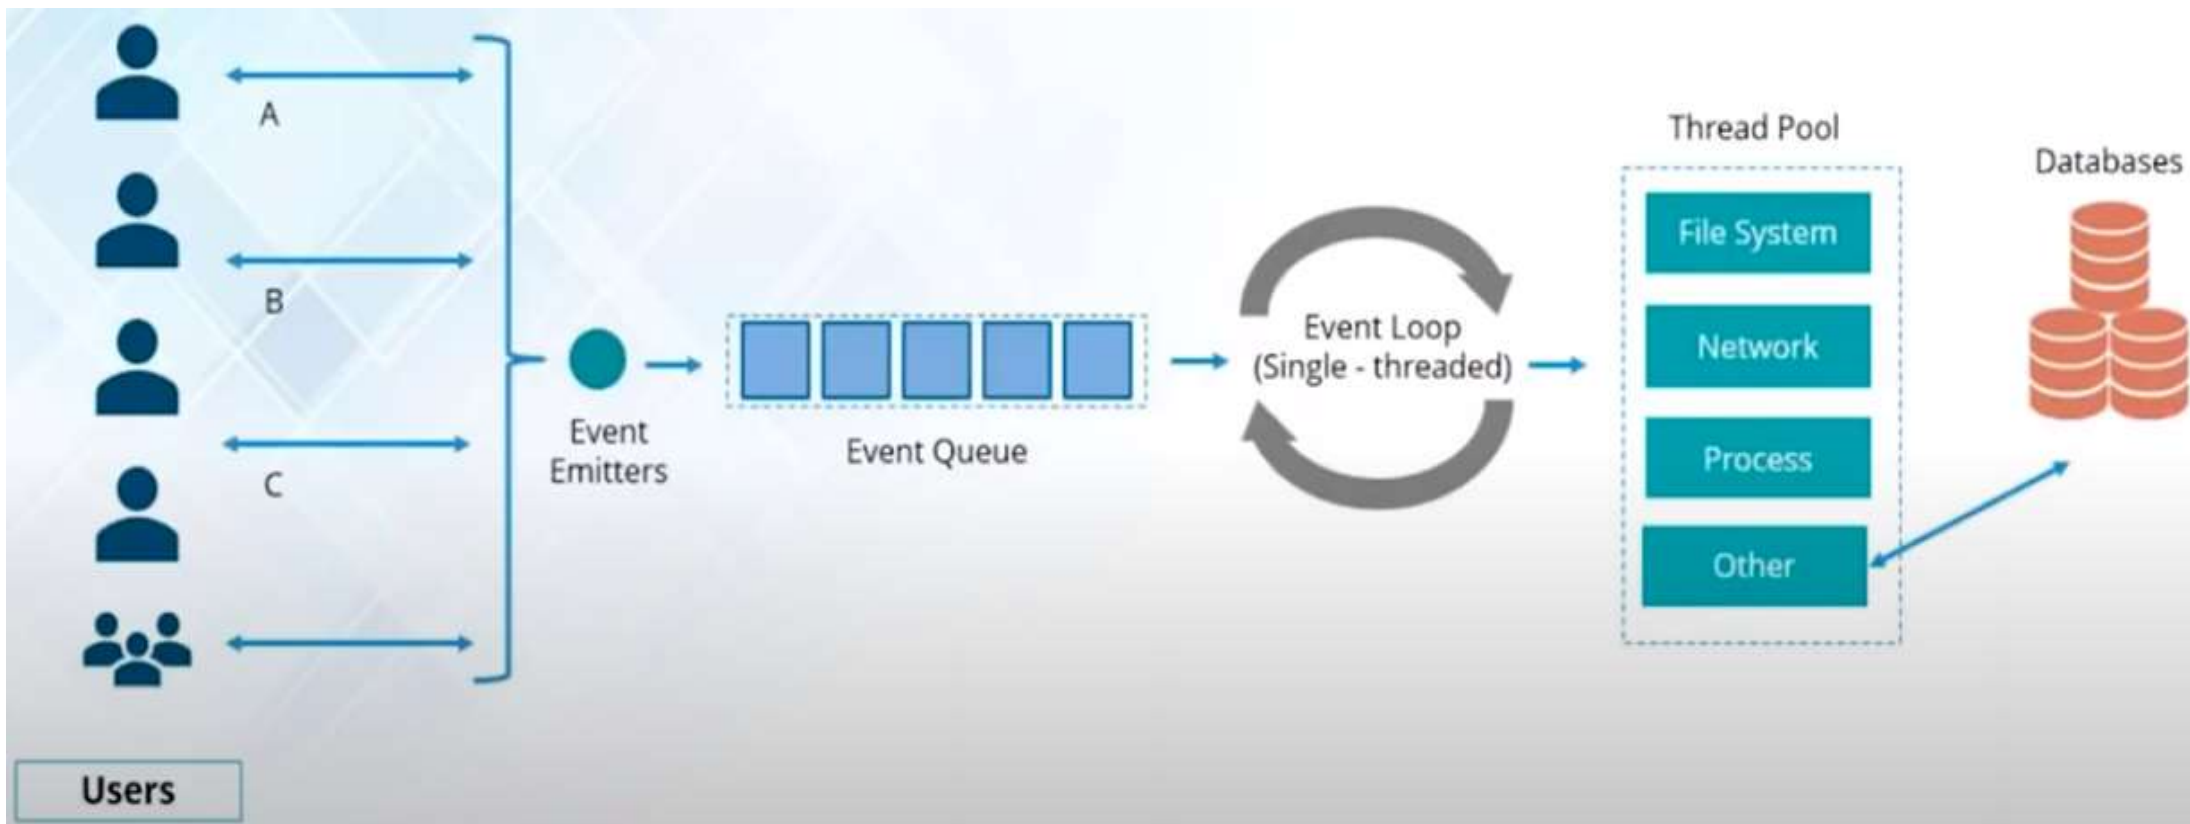 A
B
C
Users
Event
Emitters
Event Queue
Event Loop
(Single - threaded)
Thread Pool
File System
Network
Process
Other
Databases